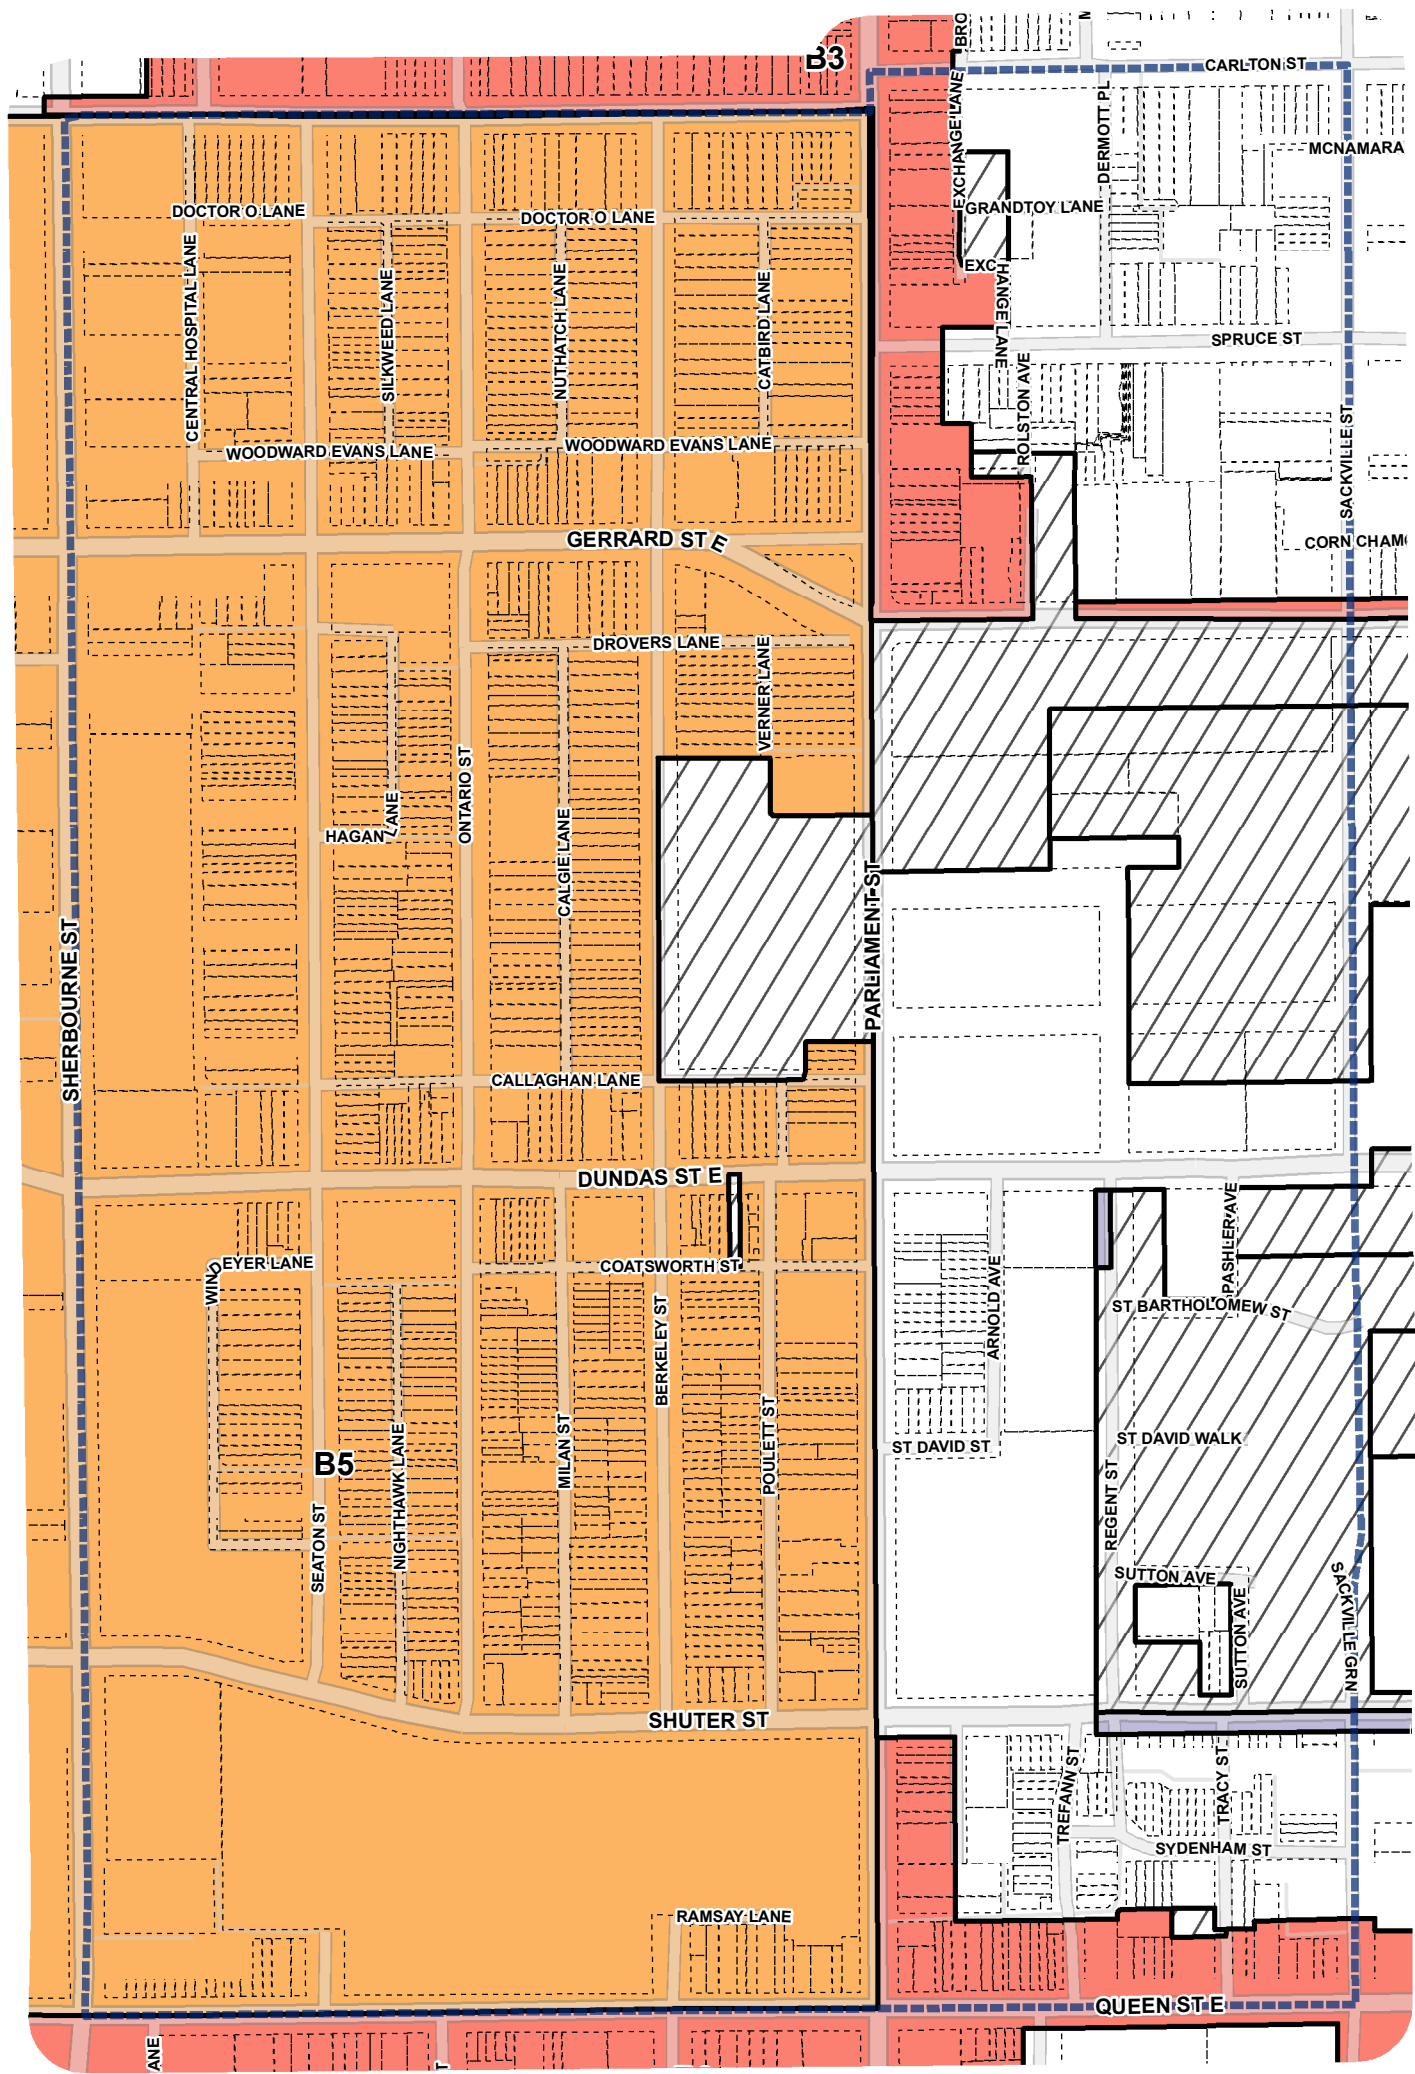 B3
BRO
CARLTON ST
EXCHANGE LANE
DERMOTT PL
MCNAMARA
DOCTOR O LANE
DOCTOR O LANE
GRANDTOY LANE
CENTRAL HOSPITAL LANE
SILKWEED LANE
NUTHATCH LANE
CATBIRD LANE
EXCHANGE LANE
SPRUCE ST
ROLSTON AVE
SACKVILLE ST
WOODWARD EVANS LANE
WOODWARD EVANS LANE
GERRARD ST E
CORN CHAM
DROVERS LANE
VERNER LANE
ONTARIO ST
HAGAN LANE
CALGIE LANE
PARLIAMENT ST
SHERBOURNE ST
CALLAGHAN LANE
DUNDAS ST E
PASHLER AVE
WINDEYER LANE
COATSWORTH ST
ARNOLD AVE
ST BARTHOLOMEW ST
BERKELEY ST
POULETT ST
MILAN ST
NIGHTHAWK LANE
ST DAVID ST
ST DAVID WALK
B5
SEATON ST
REGENT ST
SUTTON AVE
SUTTON AVE
SACKVILLE GRN
SHUTER ST
TREFANN ST
TRACY ST
SYDENHAM ST
RAMSAY LANE
QUEEN ST E
ANE
T